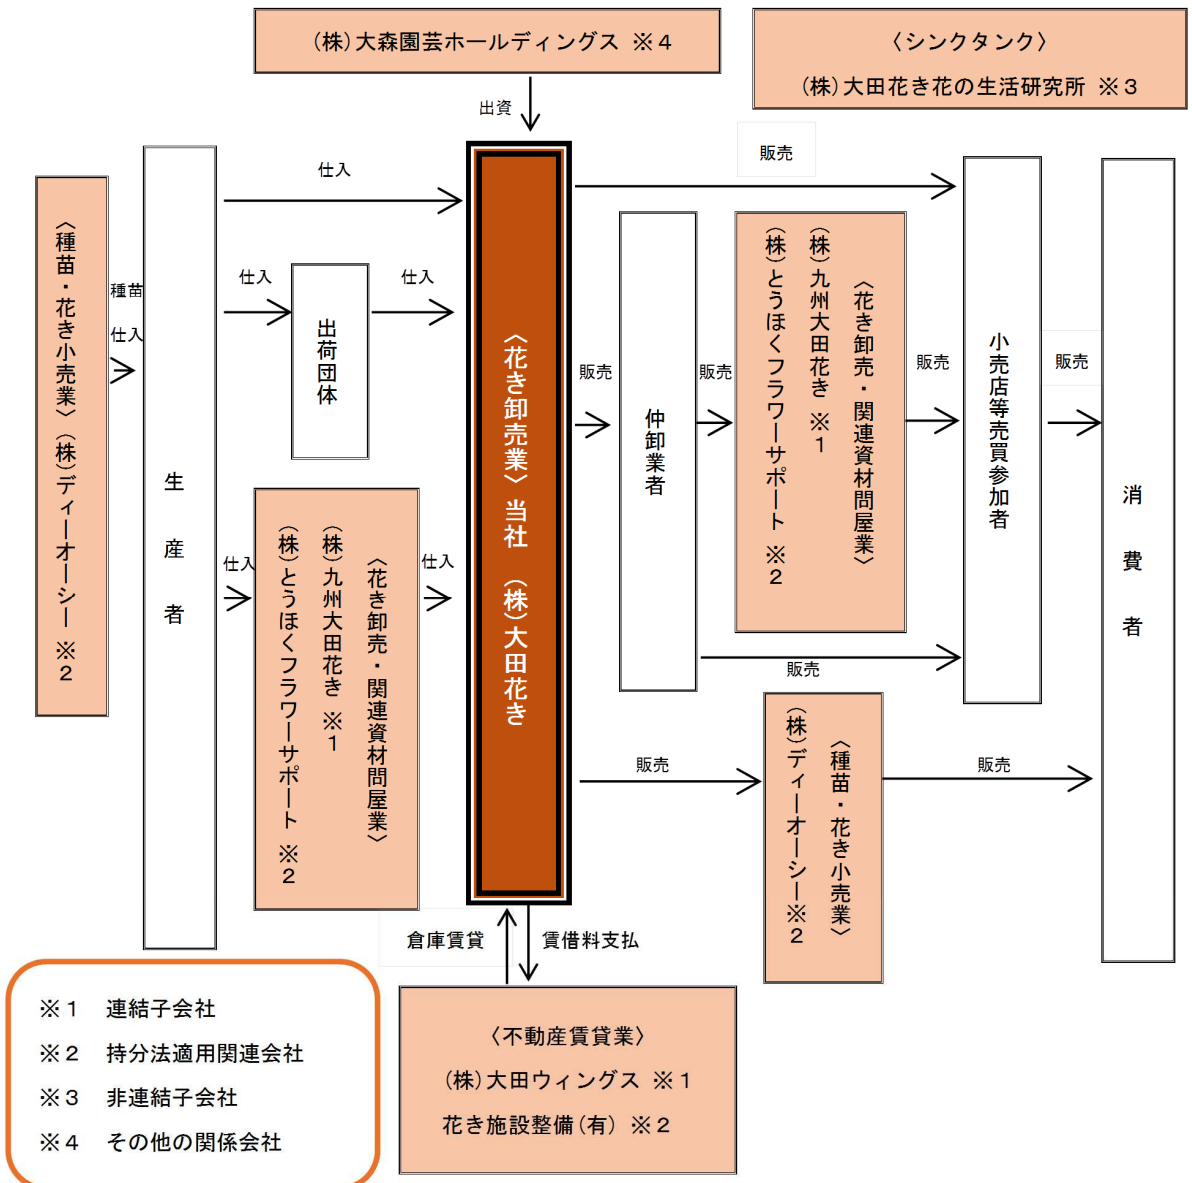 (株)大森園芸ホールディングス ※４
〈シンクタンク〉
(株)大田花き花の生活研究所 ※３
出資
販売
仕入
〈種苗・花き小売業〉(株)ディーオーシー ※２
種苗
仕入
生産者
仕入
出荷団体
仕入
仕入
〈花き卸売・関連資材問屋業〉
(株)九州大田花き ※１
(株)とうほくフラワーサポート ※２
仕入
〈花き卸売業〉当社 (株)大田花き
販売
仲卸業者
販売
〈花き卸売・関連資材問屋業〉
(株)九州大田花き ※１
(株)とうほくフラワーサポート ※２
販売
小売店等売買参加者
販売
消費者
販売
販売
〈種苗・花き小売業〉
(株)ディーオーシー※２
販売
倉庫賃貸
賃借料支払
〈不動産賃貸業〉
(株)大田ウィングス ※１
花き施設整備(有) ※２
※１ 連結子会社
※２ 持分法適用関連会社
※３ 非連結子会社
※４ その他の関係会社